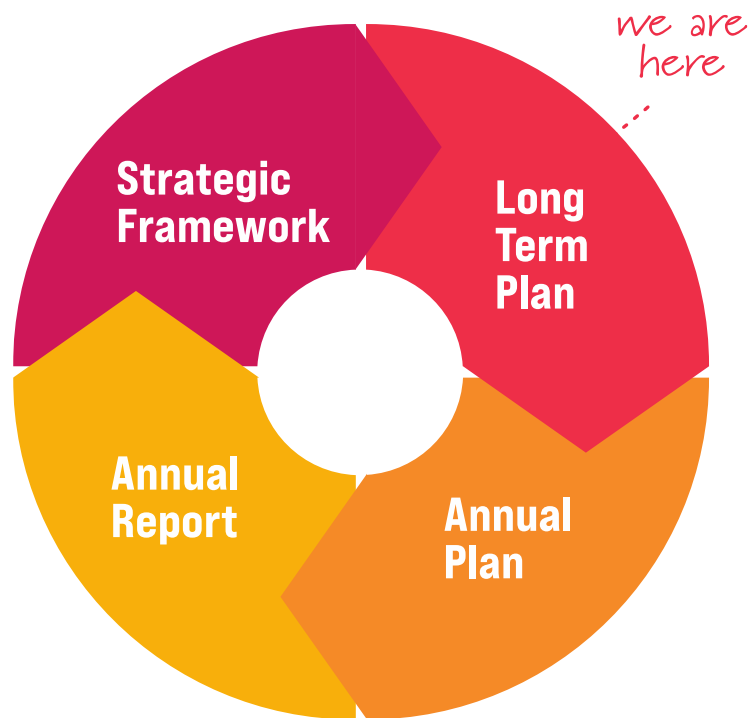 we are
here
Strategic
Framework
Long
Term
Plan
Annual
Report
Annual
Plan